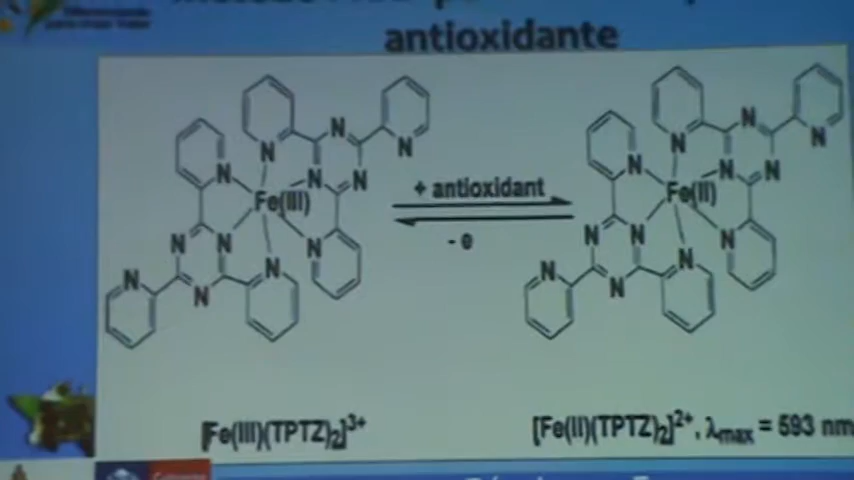 antioxidante
N N N
N N N
Fe(III)
N N N
N N N
+ antioxidant
- e
N N N
N N N
Fe(II)
N N N
N N N
[Fe(III)(TPTZ)₂]³⁺
[Fe(II)(TPTZ)₂]²⁺, λmax = 593 nm